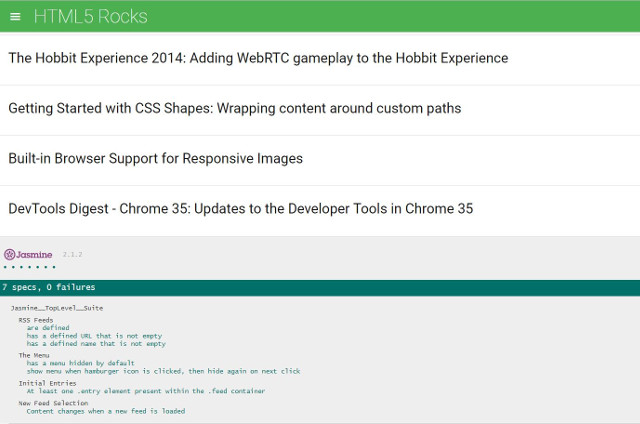 HTML5 Rocks
The Hobbit Experience 2014: Adding WebRTC gameplay to the Hobbit Experience
Getting Started with CSS Shapes: Wrapping content around custom paths
Built-in Browser Support for Responsive Images
DevTools Digest - Chrome 35: Updates to the Developer Tools in Chrome 35
Jasmine 2.1.2
7 specs, 0 failures
Jasmine__TopLevel__Suite
RSS Feeds
are defined
has a defined URL that is not empty
has a defined name that is not empty
The Menu
has a menu hidden by default
show menu when hamburger icon is clicked, then hide again on next click
Initial Entries
At least one .entry element present within the .feed container
New Feed Selection
Content changes when a new feed is loaded